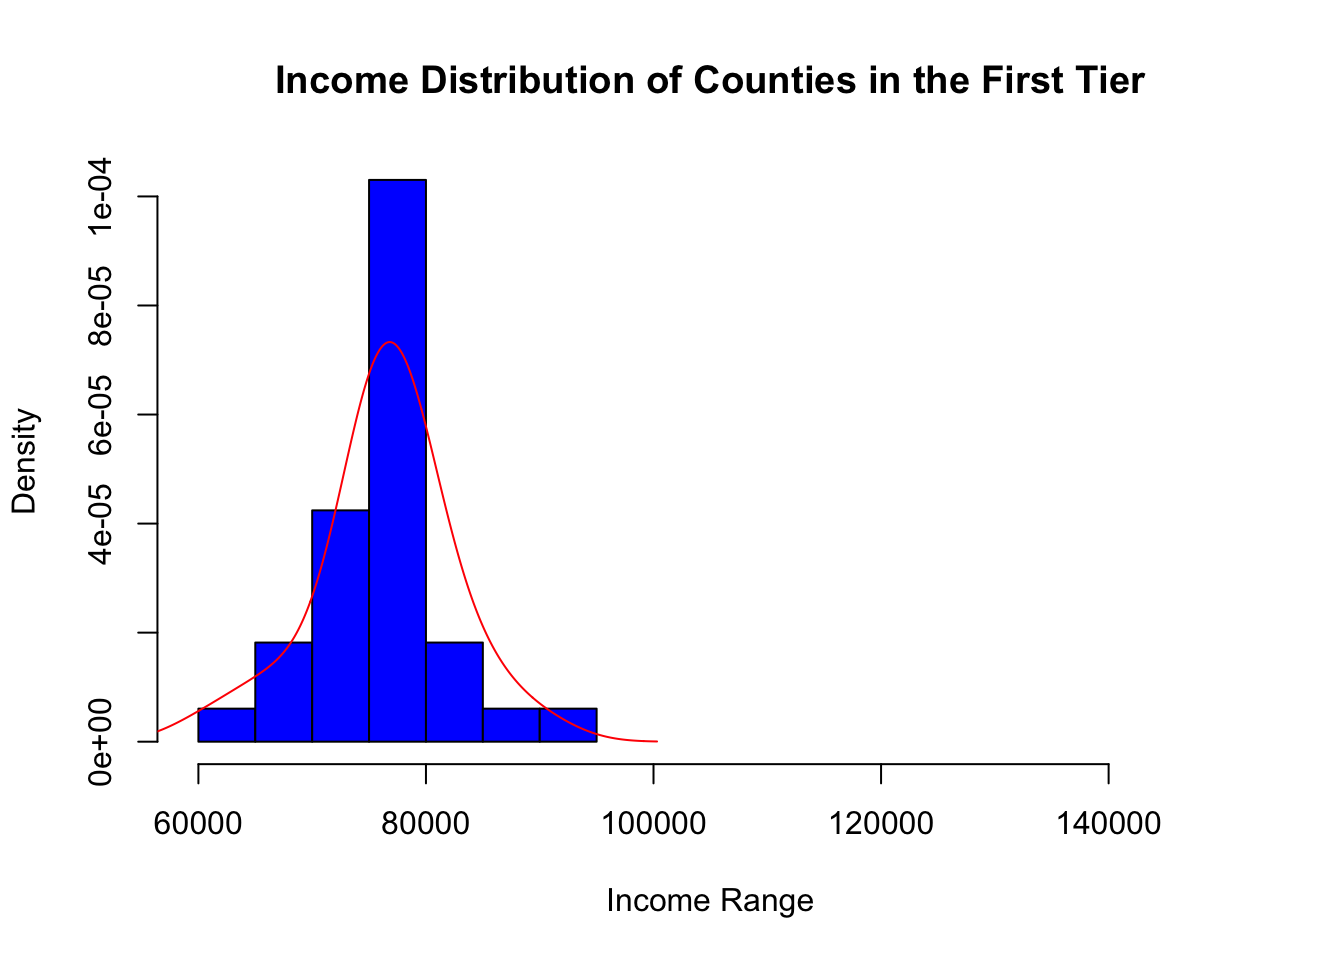 Income Distribution of Counties in the First Tier
1e-04
8e-05
6e-05
4e-05
0e+00
Density
60000 80000 100000 120000 140000
Income Range